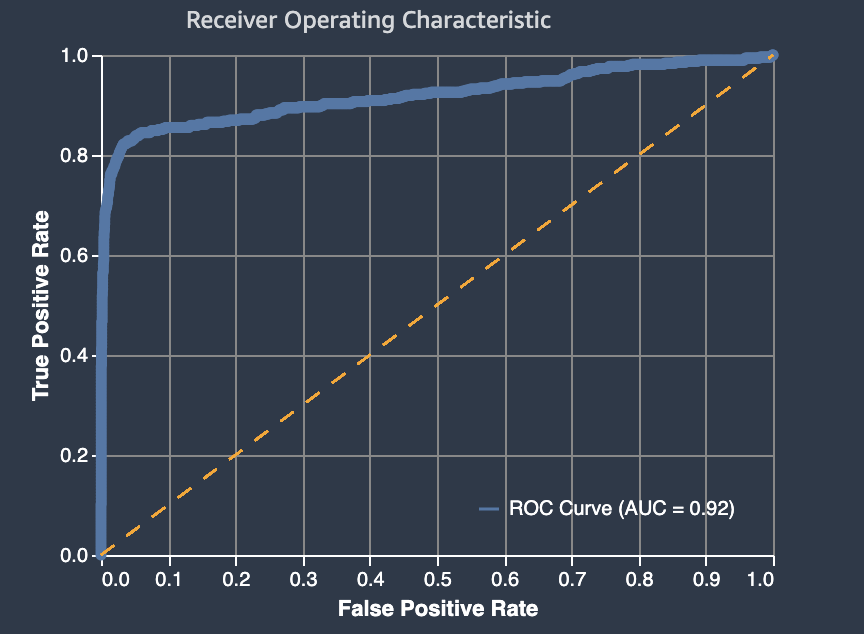 Receiver Operating Characteristic
1.0
0.8
0.6
0.4
0.2
0.0
True Positive Rate
ROC Curve (AUC = 0.92)
0.0 0.1 0.2 0.3 0.4 0.5 0.6 0.7 0.8 0.9 1.0
False Positive Rate